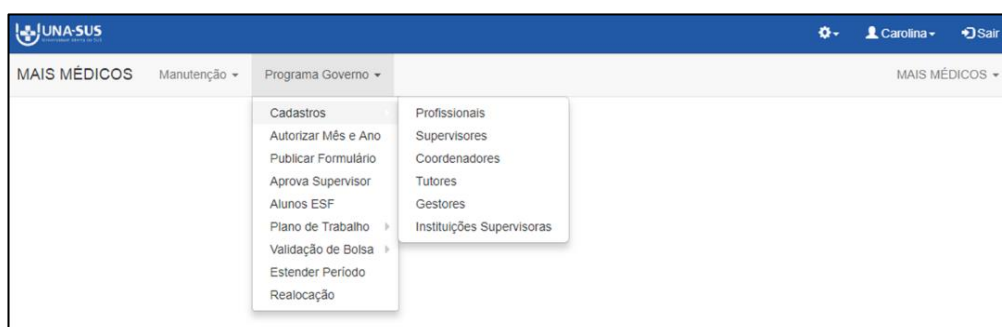 UNA-SUS
Carolina
Sair
MAIS MÉDICOS
Manutenção
Programa Governo
MAIS MÉDICOS
Cadastros
Autorizar Mês e Ano
Publicar Formulário
Aprova Supervisor
Alunos ESF
Plano de Trabalho
Validação de Bolsa
Estender Período
Realocação
Profissionais
Supervisores
Coordenadores
Tutores
Gestores
Instituições Supervisoras